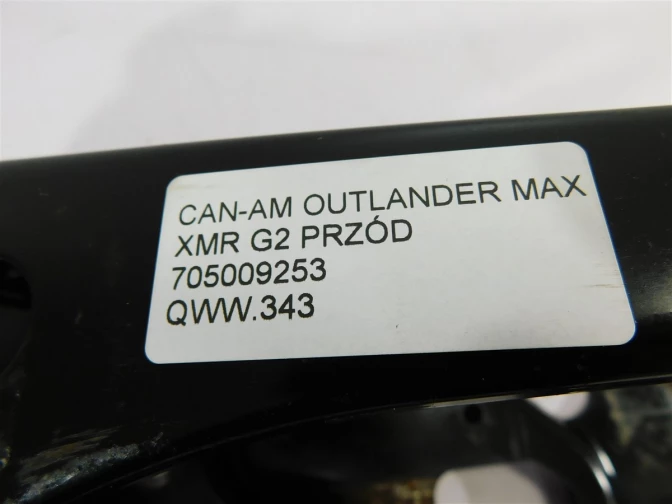 CAN-AM OUTLANDER MAX
XMR G2 PRZÓD
705009253
QWW.343